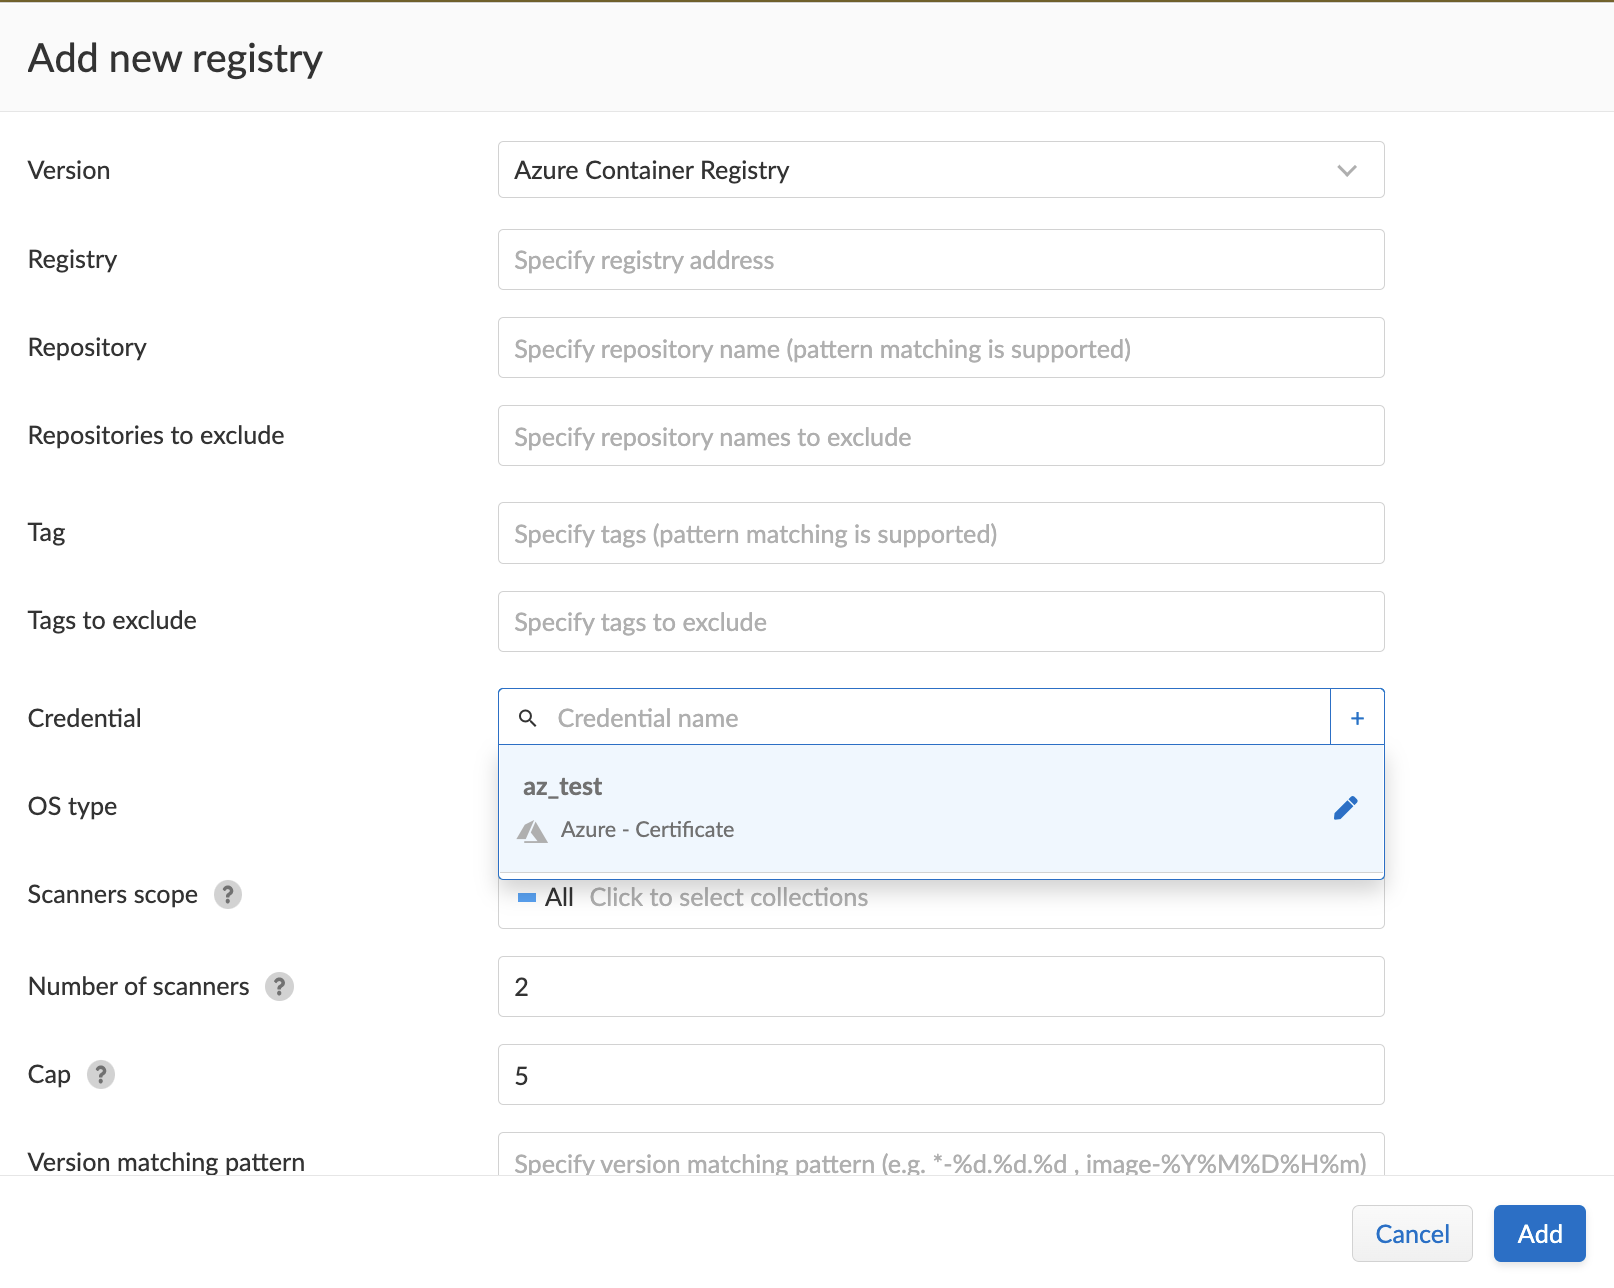 Add new registry
Version
Azure Container Registry
Registry
Specify registry address
Repository
Specify repository name (pattern matching is supported)
Repositories to exclude
Specify repository names to exclude
Tag
Specify tags (pattern matching is supported)
Tags to exclude
Specify tags to exclude
Credential
Credential name
+
az_test
OS type
Azure - Certificate
Scanners scope ?
All Click to select collections
Number of scanners ?
2
Cap ?
5
Version matching pattern
Specify version matching pattern (e.g. *-%d.%d.%d , image-%Y%M%D%H%m)
Cancel
Add